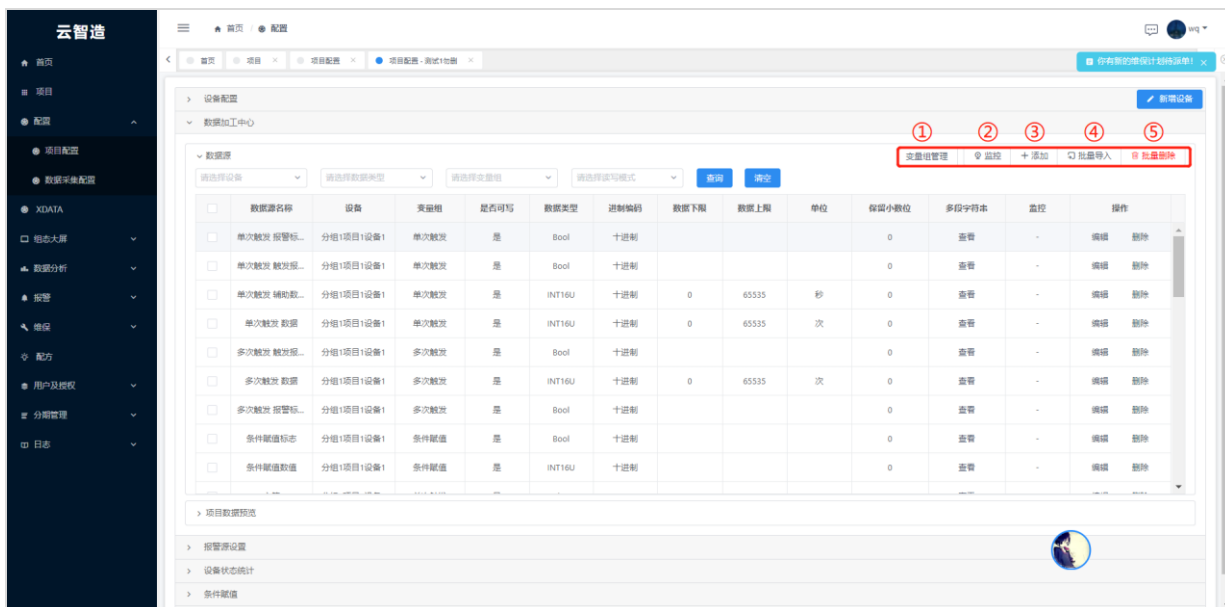 云智造
首页 / 配置
wq
首页
项目
配置
项目配置
数据采集配置
XDATA
组态大屏
数据分析
报警
维保
配方
用户及授权
分期管理
日志
首页 项目 × 项目配置 × 项目配置 - 测试1勿删 ×
你有新的维保计划待派单! ×
设备配置
新增设备
数据加工中心
① ② ③ ④ ⑤
数据源
变量组管理 监控 + 添加 批量导入 批量删除
请选择设备 请选择数据类型 请选择变量组 请选择读写模式 查询 清空
数据源名称 设备 变量组 是否可写 数据类型 进制编码 数据下限 数据上限 单位 保留小数位 多段字符本 监控 操作
单次触发 报警标... 分组1项目1设备1 单次触发 是 Bool 十进制 0 查看 - 编辑 删除
单次触发 触发报... 分组1项目1设备1 单次触发 是 Bool 十进制 0 查看 - 编辑 删除
单次触发 辅助数... 分组1项目1设备1 单次触发 是 INT16U 十进制 0 65535 秒 0 查看 - 编辑 删除
单次触发 数据 分组1项目1设备1 单次触发 是 INT16U 十进制 0 65535 次 0 查看 - 编辑 删除
多次触发 触发报... 分组1项目1设备1 多次触发 是 Bool 十进制 0 查看 - 编辑 删除
多次触发 数据 分组1项目1设备1 多次触发 是 INT16U 十进制 0 65535 次 0 查看 - 编辑 删除
多次触发 报警标... 分组1项目1设备1 多次触发 是 Bool 十进制 0 查看 - 编辑 删除
条件赋值标志 分组1项目1设备1 条件赋值 是 Bool 十进制 0 查看 - 编辑 删除
条件赋值数值 分组1项目1设备1 条件赋值 是 INT16U 十进制 0 查看 - 编辑 删除
项目数据预览
报警源设置
设备状态统计
条件赋值